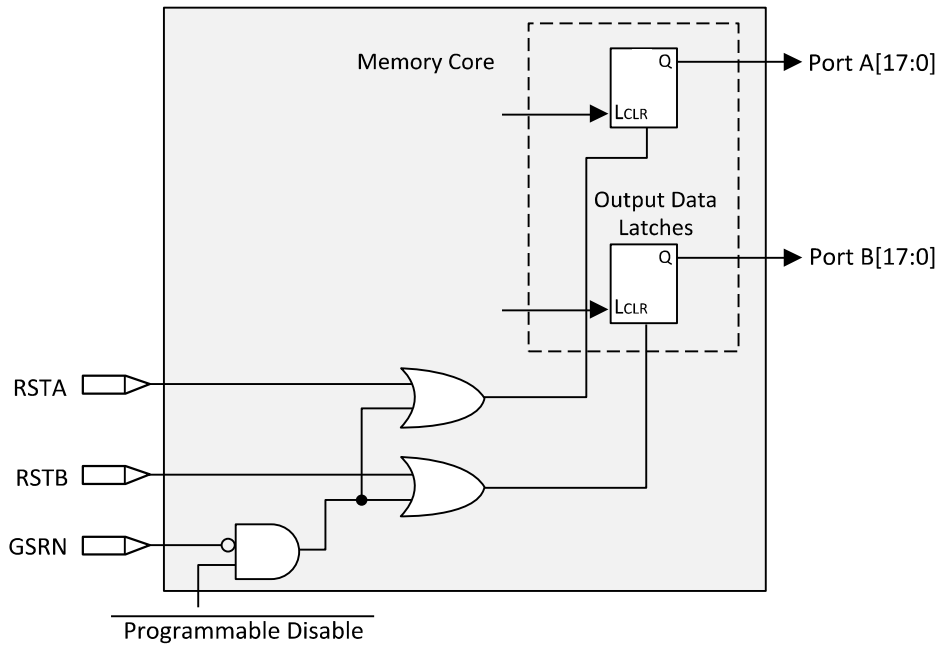 Memory Core
Q
Port A[17:0]
LCLR
Output Data
Latches
Q
Port B[17:0]
LCLR
RSTA
RSTB
GSRN
Programmable Disable